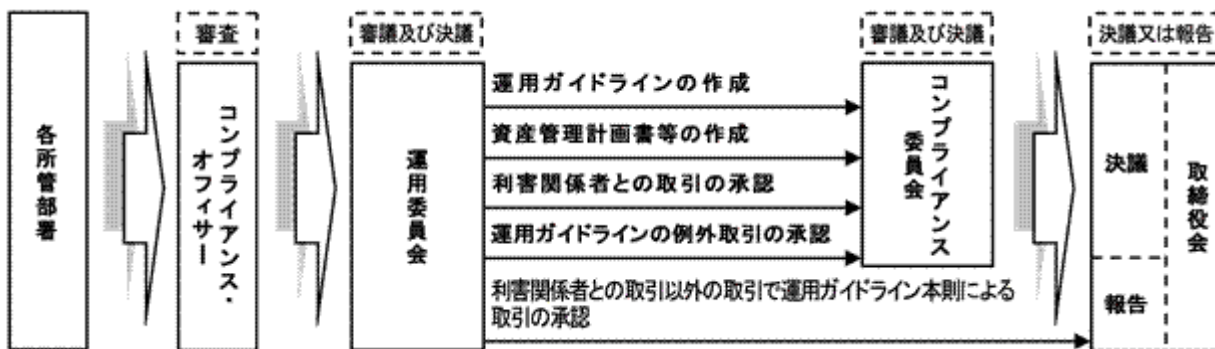 審査
審議及び決議
審議及び決議
決議又は報告
各所管部署
コンプライアンス・
オフィサー
運用委員会
運用ガイドラインの作成
資産管理計画書等の作成
利害関係者との取引の承認
運用ガイドラインの例外取引の承認
利害関係者との取引以外の取引で運用ガイドライン本則による
取引の承認
コンプライアンス
委員会
決議
報告
取締役会